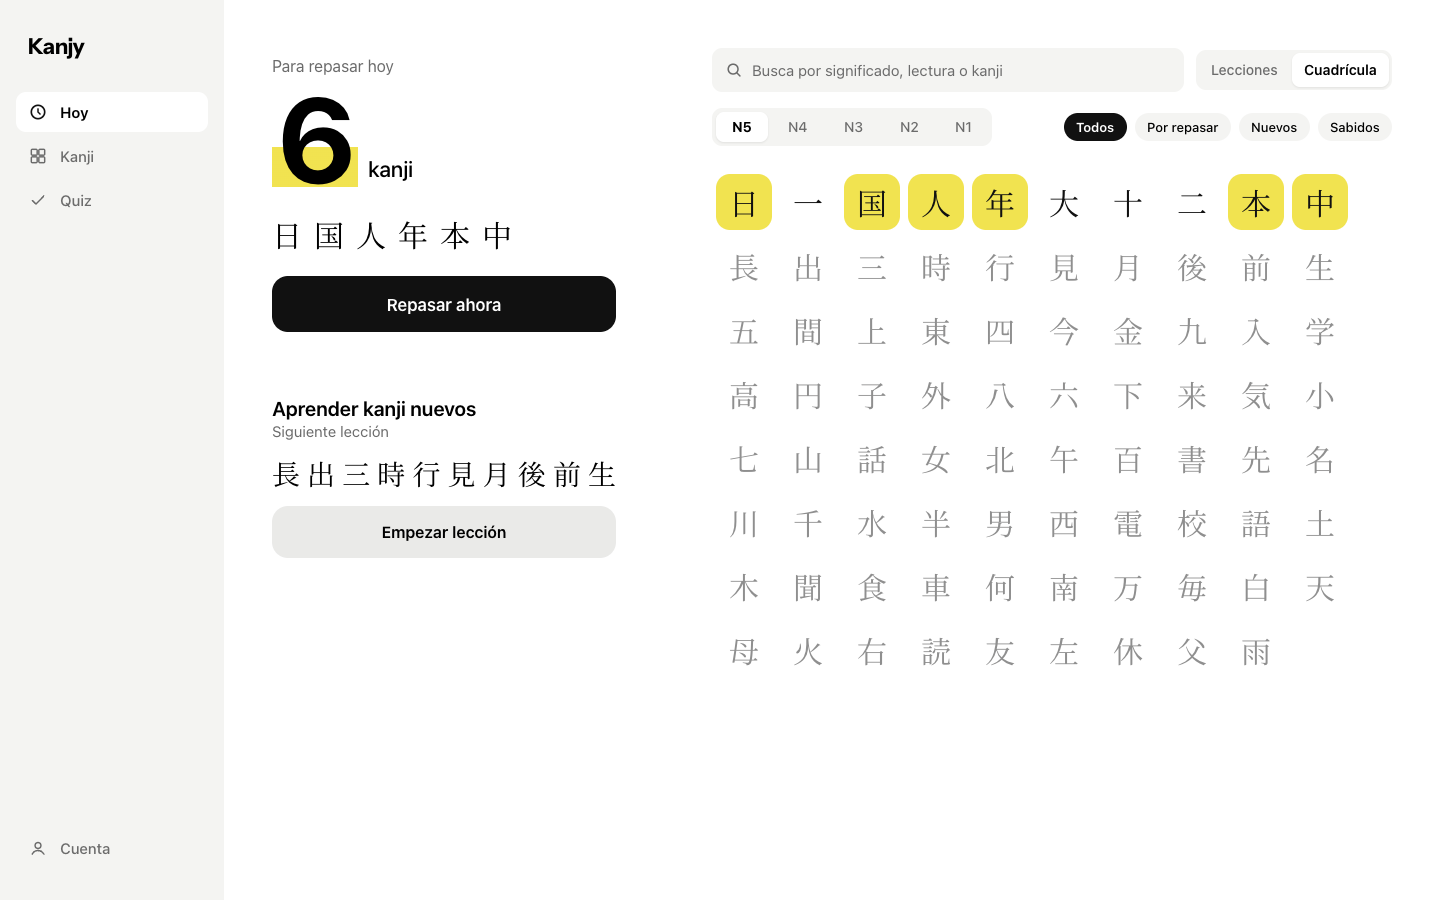 Kanjy
Hoy
Kanji
Quiz
Cuenta
Para repasar hoy
6 kanji
日 国 人 年 本 中
Repasar ahora
Aprender kanji nuevos
Siguiente lección
長 出 三 時 行 見 月 後 前 生
Empezar lección
Busca por significado, lectura o kanji
Lecciones Cuadrícula
N5 N4 N3 N2 N1
Todos Por repasar Nuevos Sabidos
日 一 国 人 年 大 十 二 本 中
長 出 三 時 行 見 月 後 前 生
五 間 上 東 四 今 金 九 入 学
高 円 子 外 八 六 下 来 気 小
七 山 話 女 北 午 百 書 先 名
川 千 水 半 男 西 電 校 語 土
木 聞 食 車 何 南 万 毎 白 天
母 火 右 読 友 左 休 父 雨